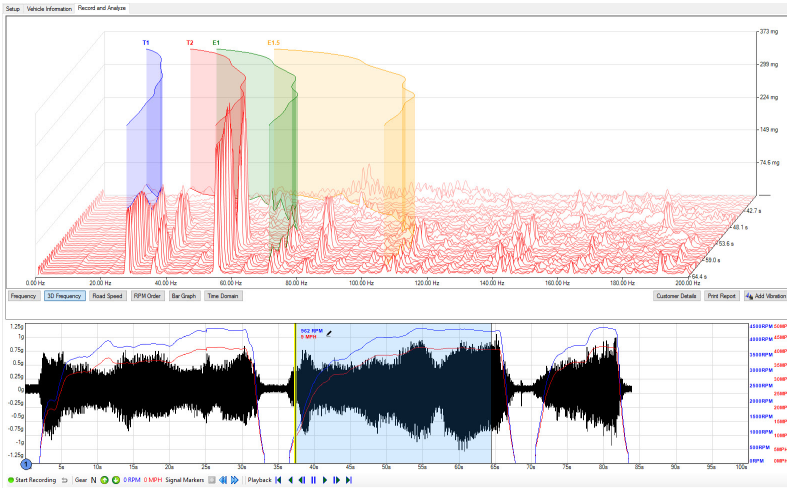 Setup Vehicle Information Record and Analyze
T1 T2 E1 E1.5
373 mg
299 mg
224 mg
149 mg
74.6 mg
42.7 s
48.1 s
53.6 s
59.0 s
64.4 s
0.00 Hz 20.00 Hz 40.00 Hz 60.00 Hz 80.00 Hz 100.00 Hz 120.00 Hz 140.00 Hz 160.00 Hz 180.00 Hz 200.00 Hz
Frequency 3D Frequency Road Speed RPM Order Bar Graph Time Domain Customer Details Print Report Add Vibration
1.25g 4500RPM 50MP
1g 962 RPM 4000RPM
9 MPH
0.75g 3500RPM
0.5g 3000RPM
0.25g
0g 2500RPM
-0.25g 2000RPM
-0.5g 1500RPM
-0.75g
-1g 1000RPM
-1.25g 500RPM 5MPH
1 0RPM 0MPH
5s 10s 15s 20s 25s 30s 35s 40s 45s 50s 55s 60s 65s 70s 75s 80s 85s 90s 95s 100s
Start Recording Gear N 0 RPM 0 MPH Signal Markers Playback